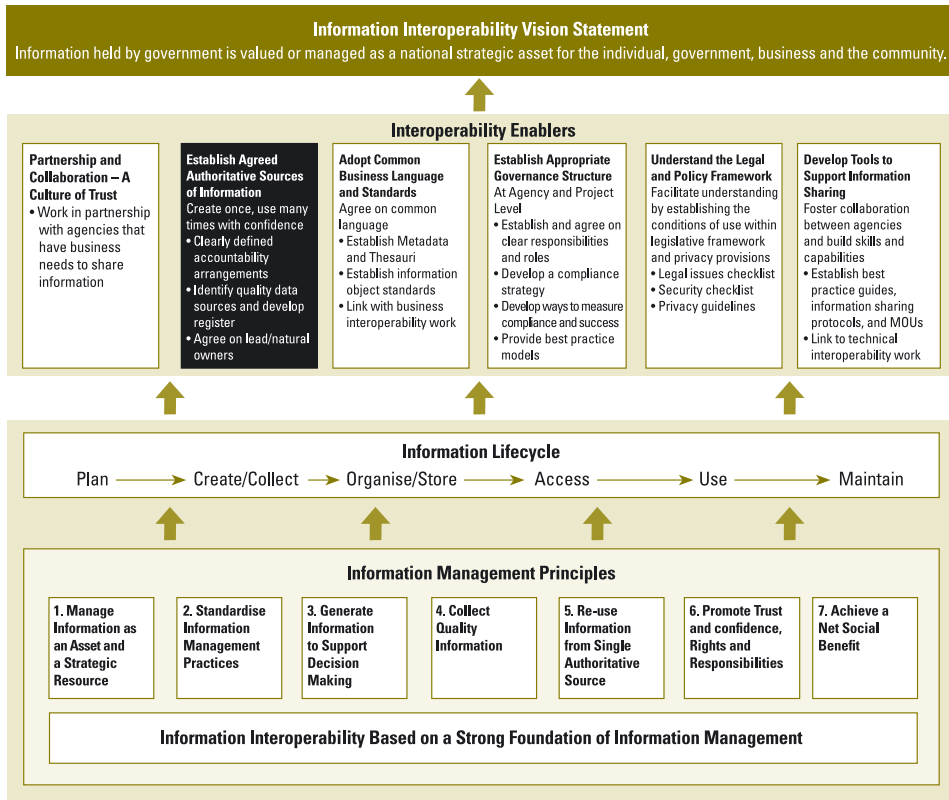 Information Interoperability Vision Statement
Information held by government is valued or managed as a national strategic asset for the individual, government, business and the community.
Interoperability Enablers
Partnership and
Collaboration – A
Culture of Trust
• Work in partnership
with agencies that
have business
needs to share
information
Establish Agreed
Authoritative Sources
of Information
Create once, use many
times with confidence
• Clearly defined
accountability
arrangements
• Identify quality data
sources and develop
register
• Agree on lead/natural
owners
Adopt Common
Business Language
and Standards
Agree on common
language
• Establish Metadata
and Thesauri
• Establish information
object standards
• Link with business
interoperability work
Establish Appropriate
Governance Structure
At Agency and Project
Level
• Establish and agree on
clear responsibilities
and roles
• Develop a compliance
strategy
• Develop ways to measure
compliance and success
• Provide best practice
models
Understand the Legal
and Policy Framework
Facilitate understanding
by establishing the
conditions of use within
legislative framework
and privacy provisions
• Legal issues checklist
• Security checklist
• Privacy guidelines
Develop Tools to
Support Information
Sharing
Foster collaboration
between agencies
and build skills and
capabilities
• Establish best
practice guides,
information sharing
protocols, and MOUs
• Link to technical
interoperability work
Information Lifecycle
Plan Create/Collect Organise/Store Access Use Maintain
Information Management Principles
1. Manage
Information as
an Asset and
a Strategic
Resource
2. Standardise
Information
Management
Practices
3. Generate
Information
to Support
Decision
Making
4. Collect
Quality
Information
5. Re-use
Information
from Single
Authoritative
Source
6. Promote Trust
and confidence,
Rights and
Responsibilities
7. Achieve a
Net Social
Benefit
Information Interoperability Based on a Strong Foundation of Information Management